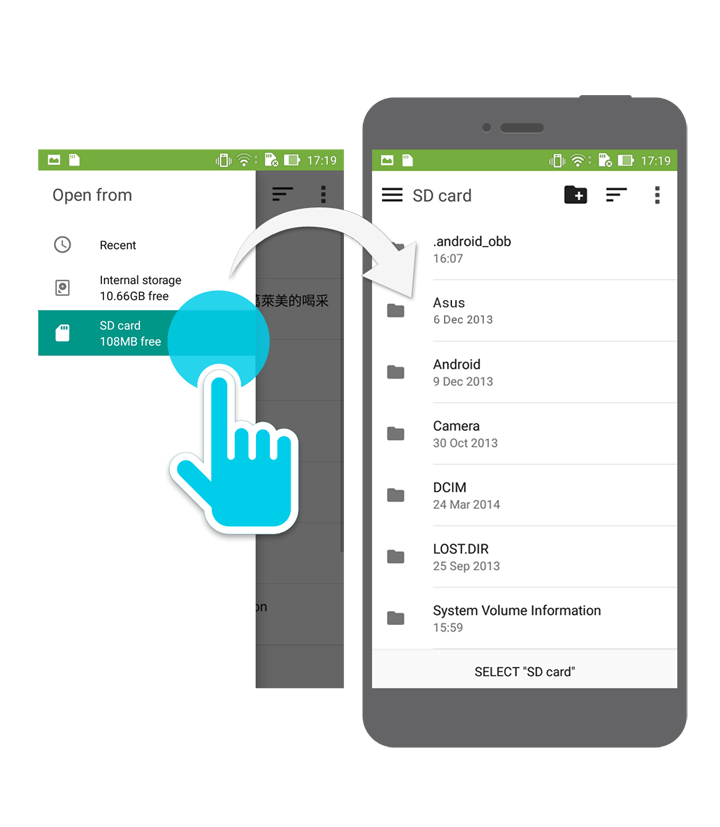 17:19
Open from
Recent
Internal storage
10.66GB free
萊美的喝采
SD card
108MB free
on
17:19
SD card
.android_obb
16:07
Asus
6 Dec 2013
Android
9 Dec 2013
Camera
30 Oct 2013
DCIM
24 Mar 2014
LOST.DIR
25 Sep 2013
System Volume Information
15:59
SELECT "SD card"